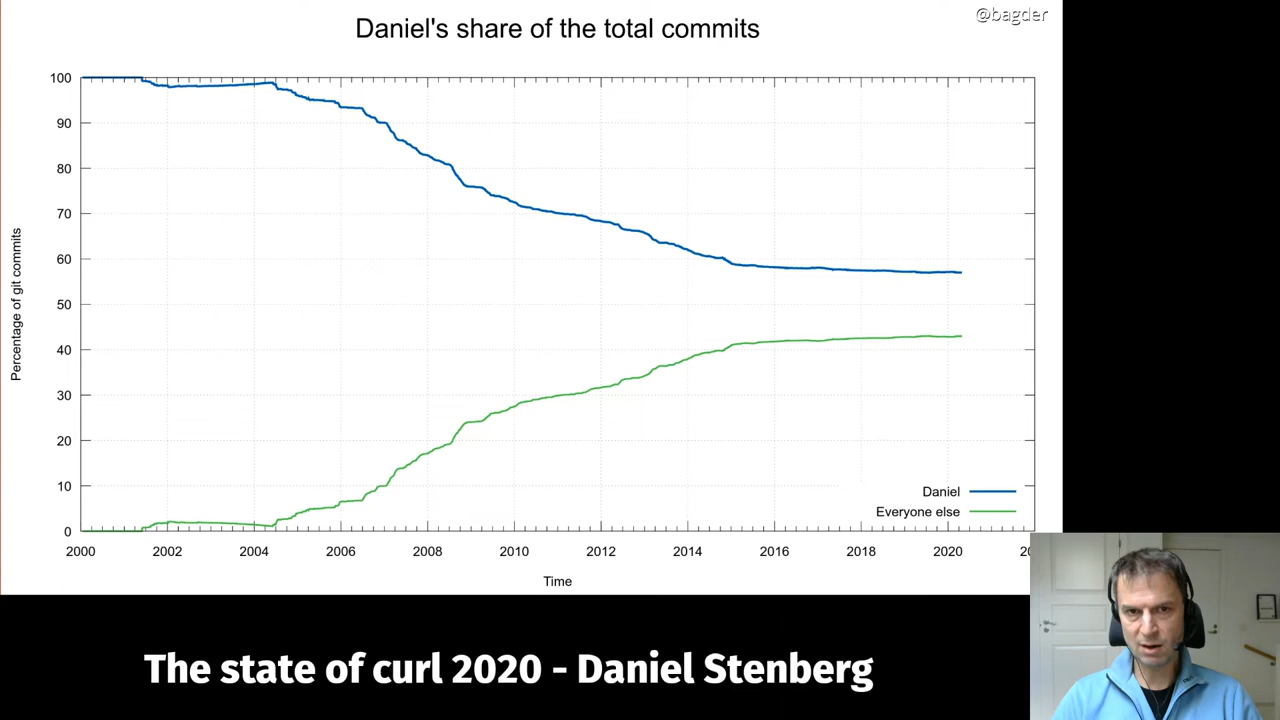 @bagder
Daniel's share of the total commits
100
90
80
70
60
50
40
30
20
10
0
Percentage of git commits
Daniel
Everyone else
2000 2002 2004 2006 2008 2010 2012 2014 2016 2018 2020 20
Time
The state of curl 2020 - Daniel Stenberg